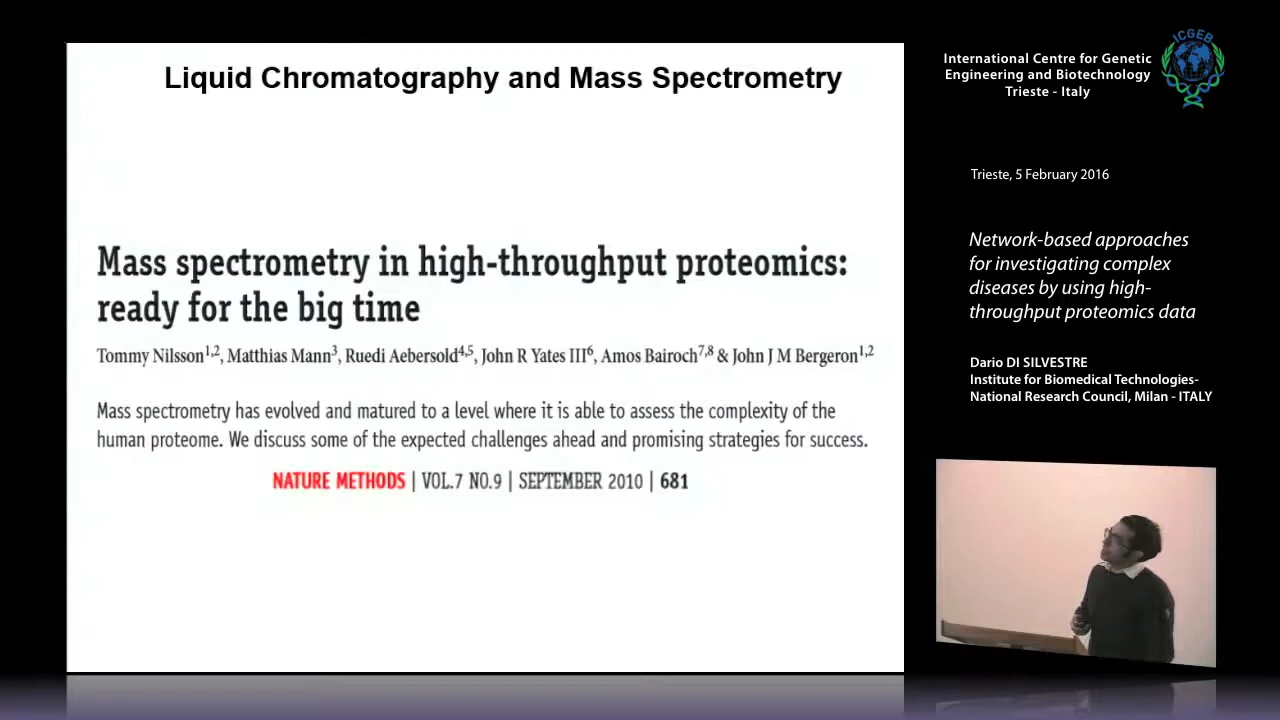 Liquid Chromatography and Mass Spectrometry
Mass spectrometry in high-throughput proteomics:
ready for the big time
Tommy Nilsson1,2, Matthias Mann3, Ruedi Aebersold4,5, John R Yates III6, Amos Bairoch7,8 & John J M Bergeron1,2
Mass spectrometry has evolved and matured to a level where it is able to assess the complexity of the
human proteome. We discuss some of the expected challenges ahead and promising strategies for success.
NATURE METHODS | VOL.7 NO.9 | SEPTEMBER 2010 | 681
International Centre for Genetic
Engineering and Biotechnology
Trieste - Italy
ICGEB
Trieste, 5 February 2016
Network-based approaches
for investigating complex
diseases by using high-
throughput proteomics data
Dario DI SILVESTRE
Institute for Biomedical Technologies-
National Research Council, Milan - ITALY